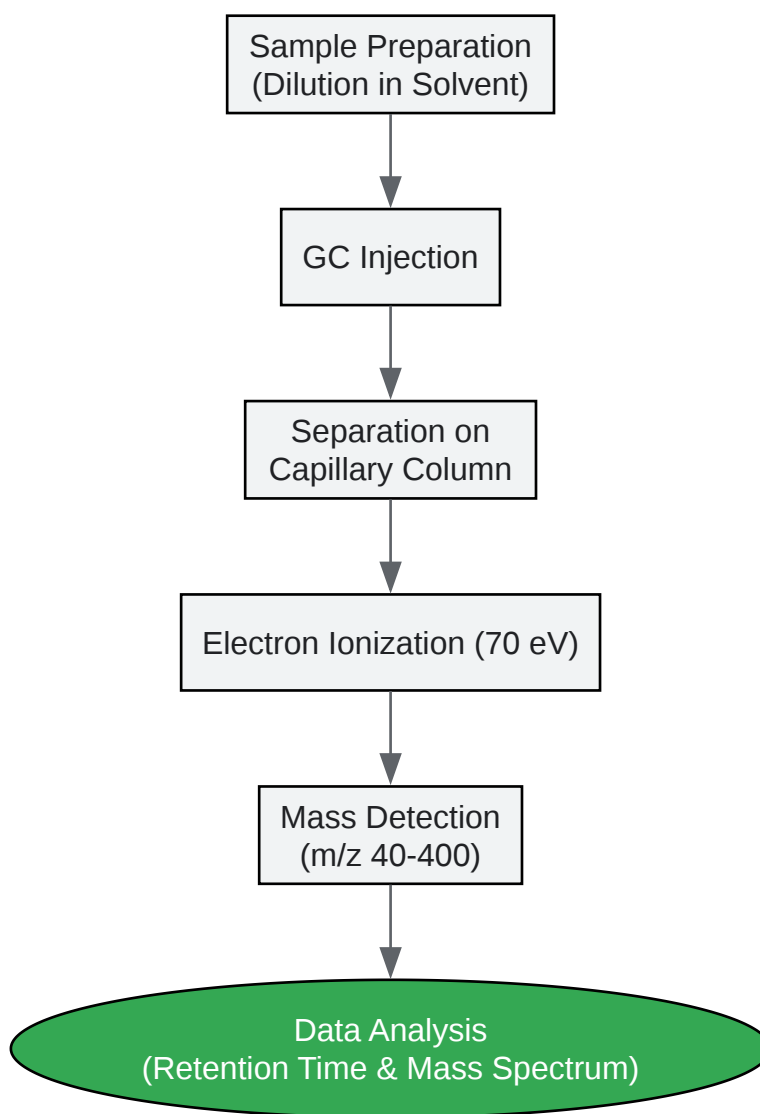 Sample Preparation
(Dilution in Solvent)
GC Injection
Separation on
Capillary Column
Electron Ionization (70 eV)
Mass Detection
(m/z 40-400)
Data Analysis
(Retention Time & Mass Spectrum)